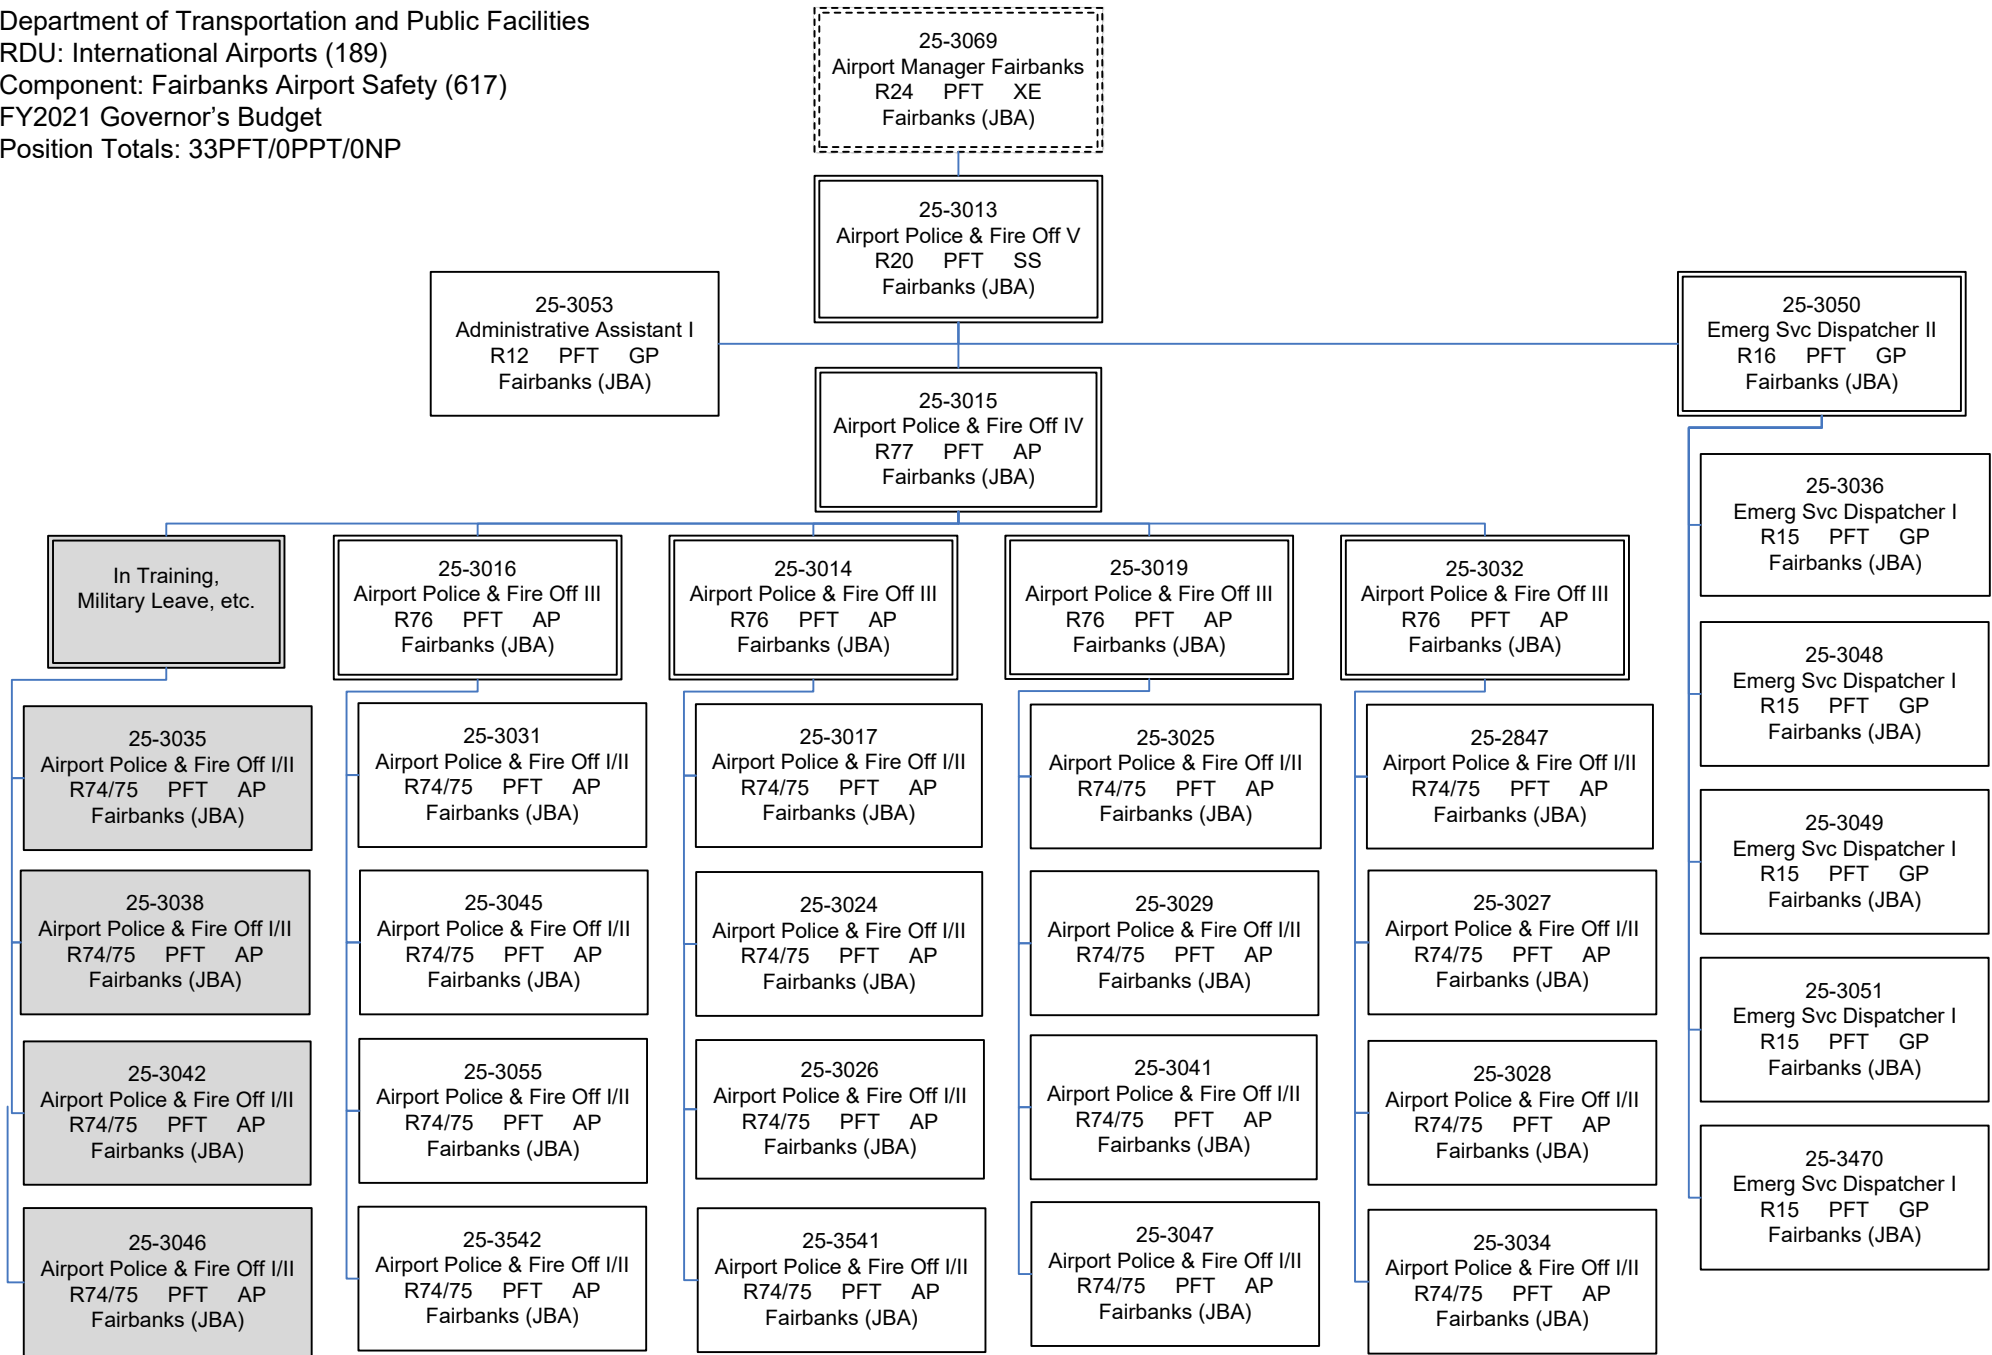 Department of Transportation and Public Facilities
RDU: International Airports (189)
Component: Fairbanks Airport Safety (617)
FY2021 Governor's Budget
Position Totals: 33PFT/0PPT/0NP
25-3069
Airport Manager Fairbanks
R24 PFT XE
Fairbanks (JBA)
25-3013
Airport Police & Fire Off V
R20 PFT SS
Fairbanks (JBA)
25-3053
Administrative Assistant I
R12 PFT GP
Fairbanks (JBA)
25-3050
Emerg Svc Dispatcher II
R16 PFT GP
Fairbanks (JBA)
25-3015
Airport Police & Fire Off IV
R77 PFT AP
Fairbanks (JBA)
In Training,
Military Leave, etc.
25-3035
Airport Police & Fire Off I/II
R74/75 PFT AP
Fairbanks (JBA)
25-3038
Airport Police & Fire Off I/II
R74/75 PFT AP
Fairbanks (JBA)
25-3042
Airport Police & Fire Off I/II
R74/75 PFT AP
Fairbanks (JBA)
25-3046
Airport Police & Fire Off I/II
R74/75 PFT AP
Fairbanks (JBA)
25-3016
Airport Police & Fire Off III
R76 PFT AP
Fairbanks (JBA)
25-3031
Airport Police & Fire Off I/II
R74/75 PFT AP
Fairbanks (JBA)
25-3045
Airport Police & Fire Off I/II
R74/75 PFT AP
Fairbanks (JBA)
25-3055
Airport Police & Fire Off I/II
R74/75 PFT AP
Fairbanks (JBA)
25-3542
Airport Police & Fire Off I/II
R74/75 PFT AP
Fairbanks (JBA)
25-3014
Airport Police & Fire Off III
R76 PFT AP
Fairbanks (JBA)
25-3017
Airport Police & Fire Off I/II
R74/75 PFT AP
Fairbanks (JBA)
25-3024
Airport Police & Fire Off I/II
R74/75 PFT AP
Fairbanks (JBA)
25-3026
Airport Police & Fire Off I/II
R74/75 PFT AP
Fairbanks (JBA)
25-3541
Airport Police & Fire Off I/II
R74/75 PFT AP
Fairbanks (JBA)
25-3019
Airport Police & Fire Off III
R76 PFT AP
Fairbanks (JBA)
25-3025
Airport Police & Fire Off I/II
R74/75 PFT AP
Fairbanks (JBA)
25-3029
Airport Police & Fire Off I/II
R74/75 PFT AP
Fairbanks (JBA)
25-3041
Airport Police & Fire Off I/II
R74/75 PFT AP
Fairbanks (JBA)
25-3047
Airport Police & Fire Off I/II
R74/75 PFT AP
Fairbanks (JBA)
25-3032
Airport Police & Fire Off III
R76 PFT AP
Fairbanks (JBA)
25-2847
Airport Police & Fire Off I/II
R74/75 PFT AP
Fairbanks (JBA)
25-3027
Airport Police & Fire Off I/II
R74/75 PFT AP
Fairbanks (JBA)
25-3028
Airport Police & Fire Off I/II
R74/75 PFT AP
Fairbanks (JBA)
25-3034
Airport Police & Fire Off I/II
R74/75 PFT AP
Fairbanks (JBA)
25-3036
Emerg Svc Dispatcher I
R15 PFT GP
Fairbanks (JBA)
25-3048
Emerg Svc Dispatcher I
R15 PFT GP
Fairbanks (JBA)
25-3049
Emerg Svc Dispatcher I
R15 PFT GP
Fairbanks (JBA)
25-3051
Emerg Svc Dispatcher I
R15 PFT GP
Fairbanks (JBA)
25-3470
Emerg Svc Dispatcher I
R15 PFT GP
Fairbanks (JBA)